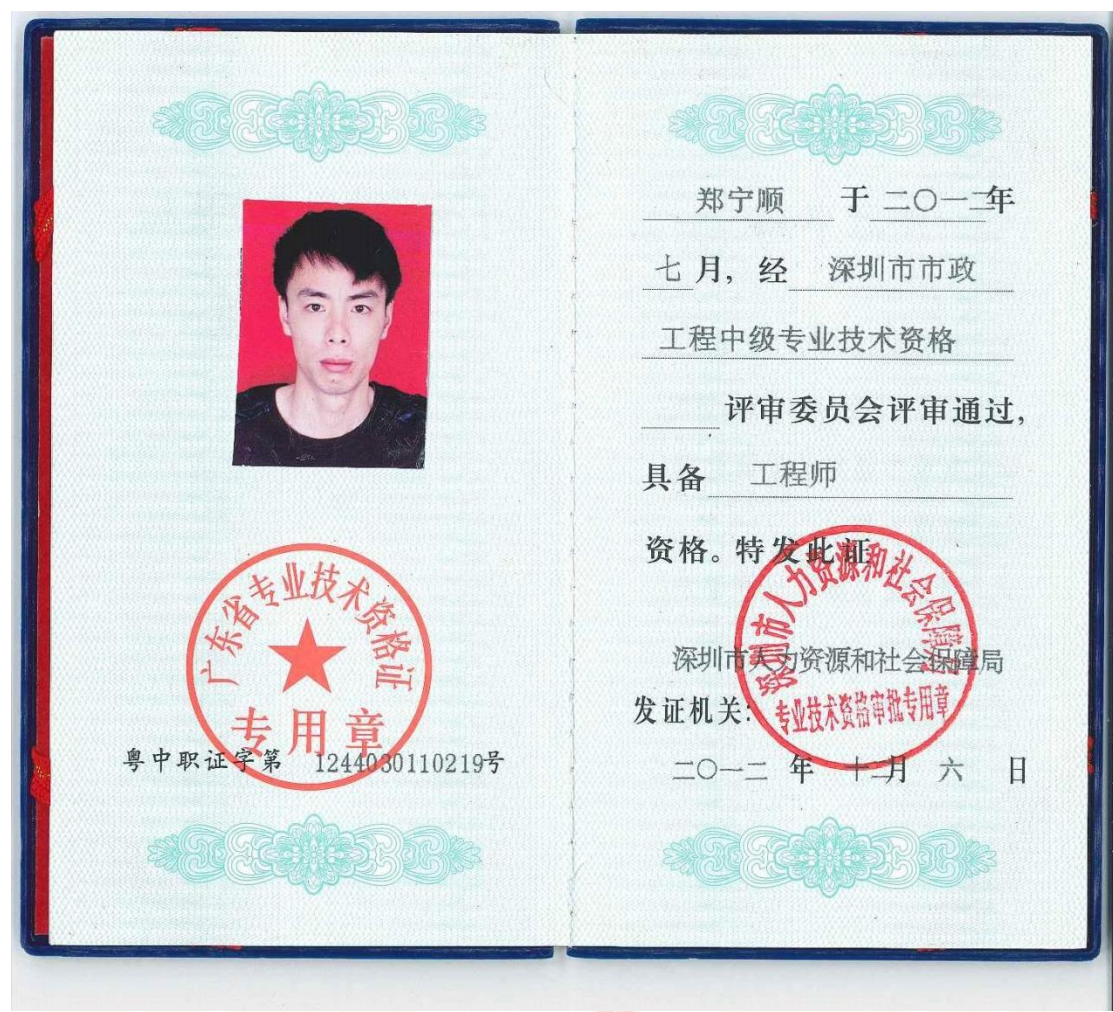 广东省专业技术资格证
专用章
粤中职证字第 1244030110219号
郑宁顺 于二〇一二年
七月，经 深圳市市政
工程中级专业技术资格
评审委员会评审通过，
具备 工程师
资格。特发此证
深圳市人力资源和社会保障局
专业技术资格审批专用章
深圳市人力资源和社会保障局
发证机关：
二〇一二 年 十二月 六 日